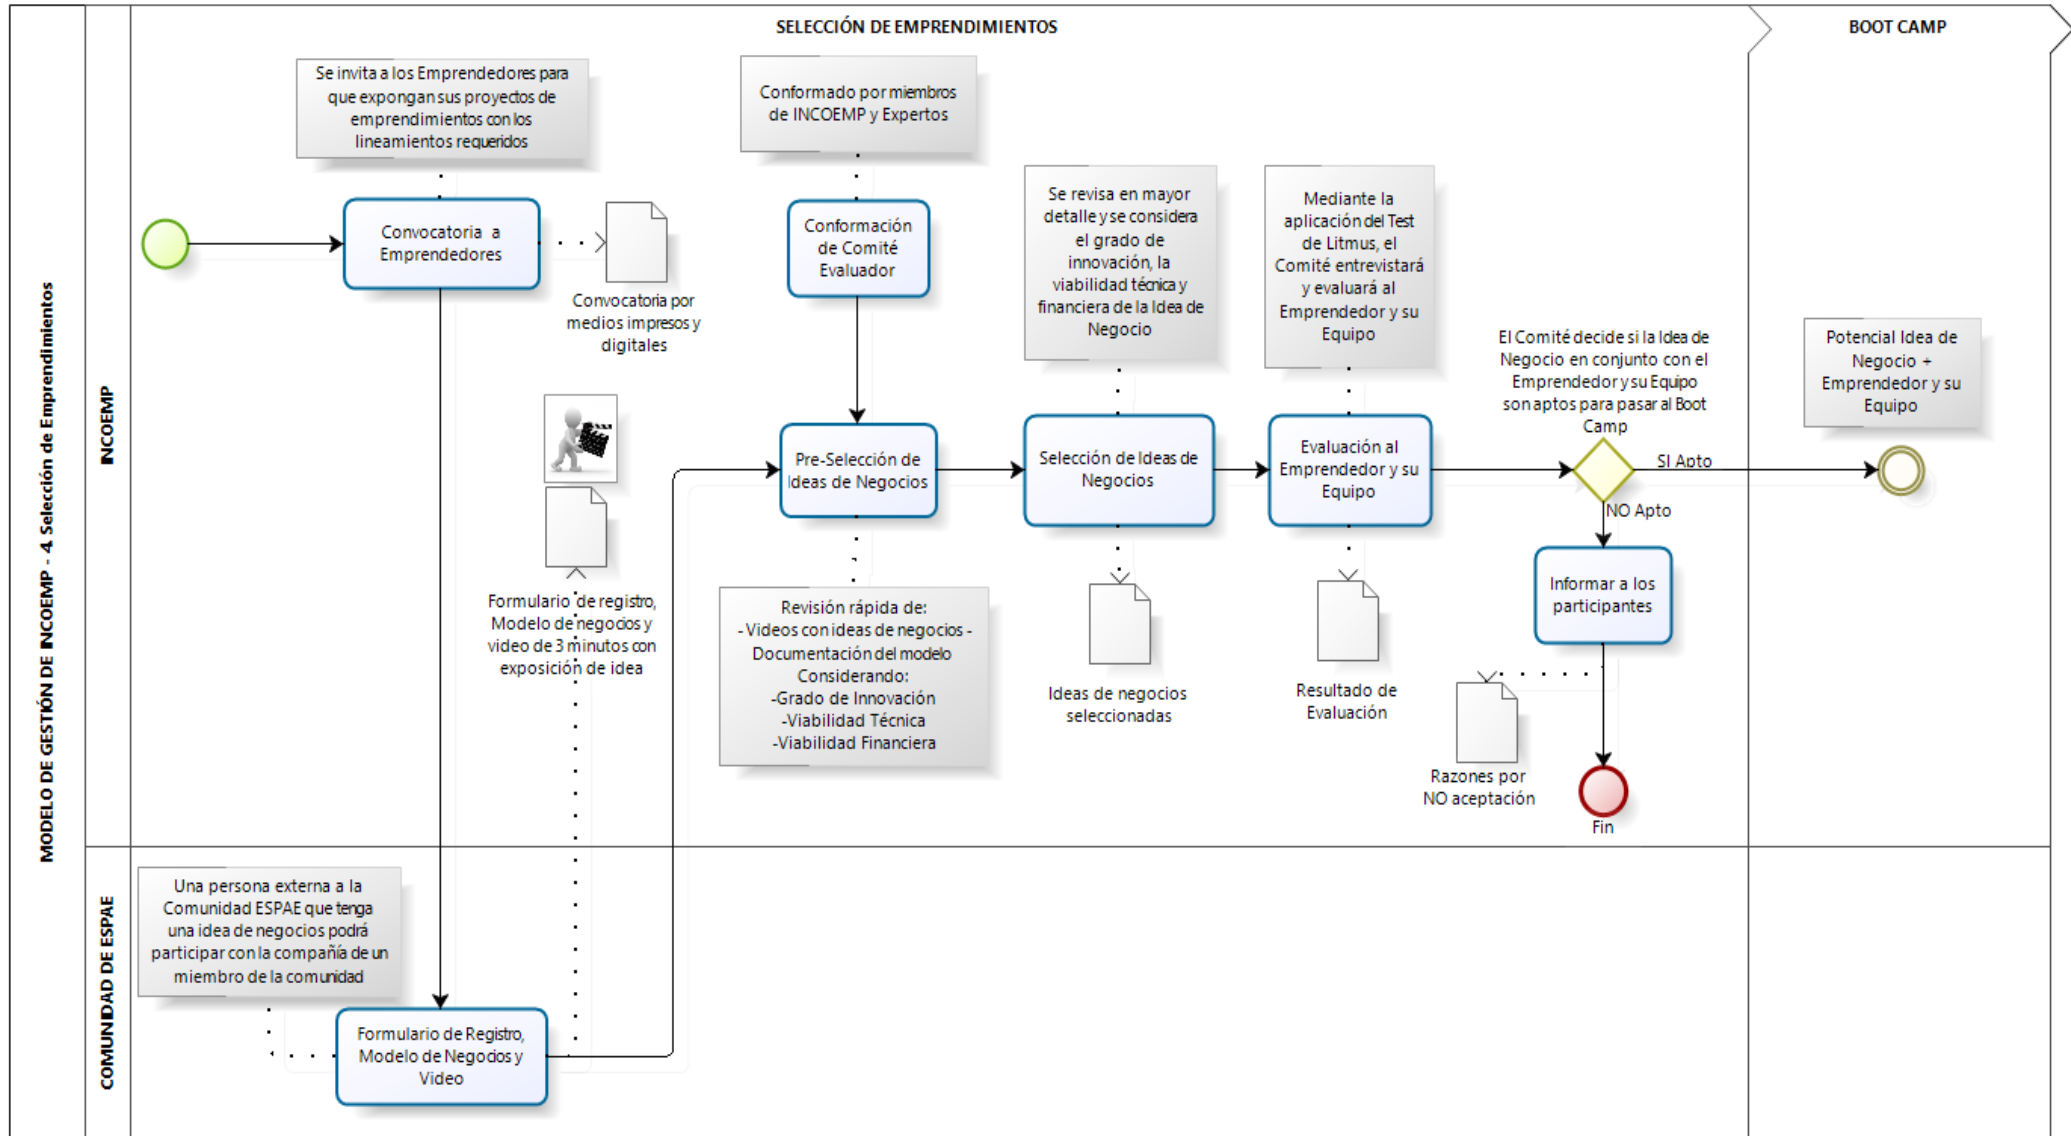 SELECCIÓN DE EMPRENDIMIENTOS
BOOT CAMP
MODELO DE GESTIÓN DE INCOEMP - 4. Selección de Emprendimientos
INCOEMP
Se invita a los Emprendedores para
que expongan sus proyectos de
emprendimientos con los
lineamientos requeridos
Convocatoria a
Emprendedores
Convocatoria por
medios impresos y
digitales
Formulario de registro,
Modelo de negocios y
video de 3 minutos con
exposición de idea
Conformado por miembros
de INCOEMP y Expertos
Conformación
de Comité
Evaluador
Pre-Selección de
Ideas de Negocios
Revisión rápida de:
- Videos con ideas de negocios -
Documentación del modelo
Considerando:
-Grado de Innovación
-Viabilidad Técnica
-Viabilidad Financiera
Se revisa en mayor
detalle y se considera
el grado de
innovación, la
viabilidad técnica y
financiera de la Idea de
Negocio
Selección de Ideas de
Negocios
Ideas de negocios
seleccionadas
Mediante la
aplicación del Test
de Litmus, el
Comité entrevistará
y evaluará al
Emprendedor y su
Equipo
Evaluación al
Emprendedor y su
Equipo
Resultado de
Evaluación
El Comité decide si la Idea de
Negocio en conjunto con el
Emprendedor y su Equipo
son aptos para pasar al Boot
Camp
SI Apto
NO Apto
Informar a los
participantes
Razones por
NO aceptación
Fin
Potencial Idea de
Negocio +
Emprendedor y su
Equipo
COMUNIDAD DE ESPAE
Una persona externa a la
Comunidad ESPAE que tenga
una idea de negocios podrá
participar con la compañía de un
miembro de la comunidad
Formulario de Registro,
Modelo de Negocios y
Video